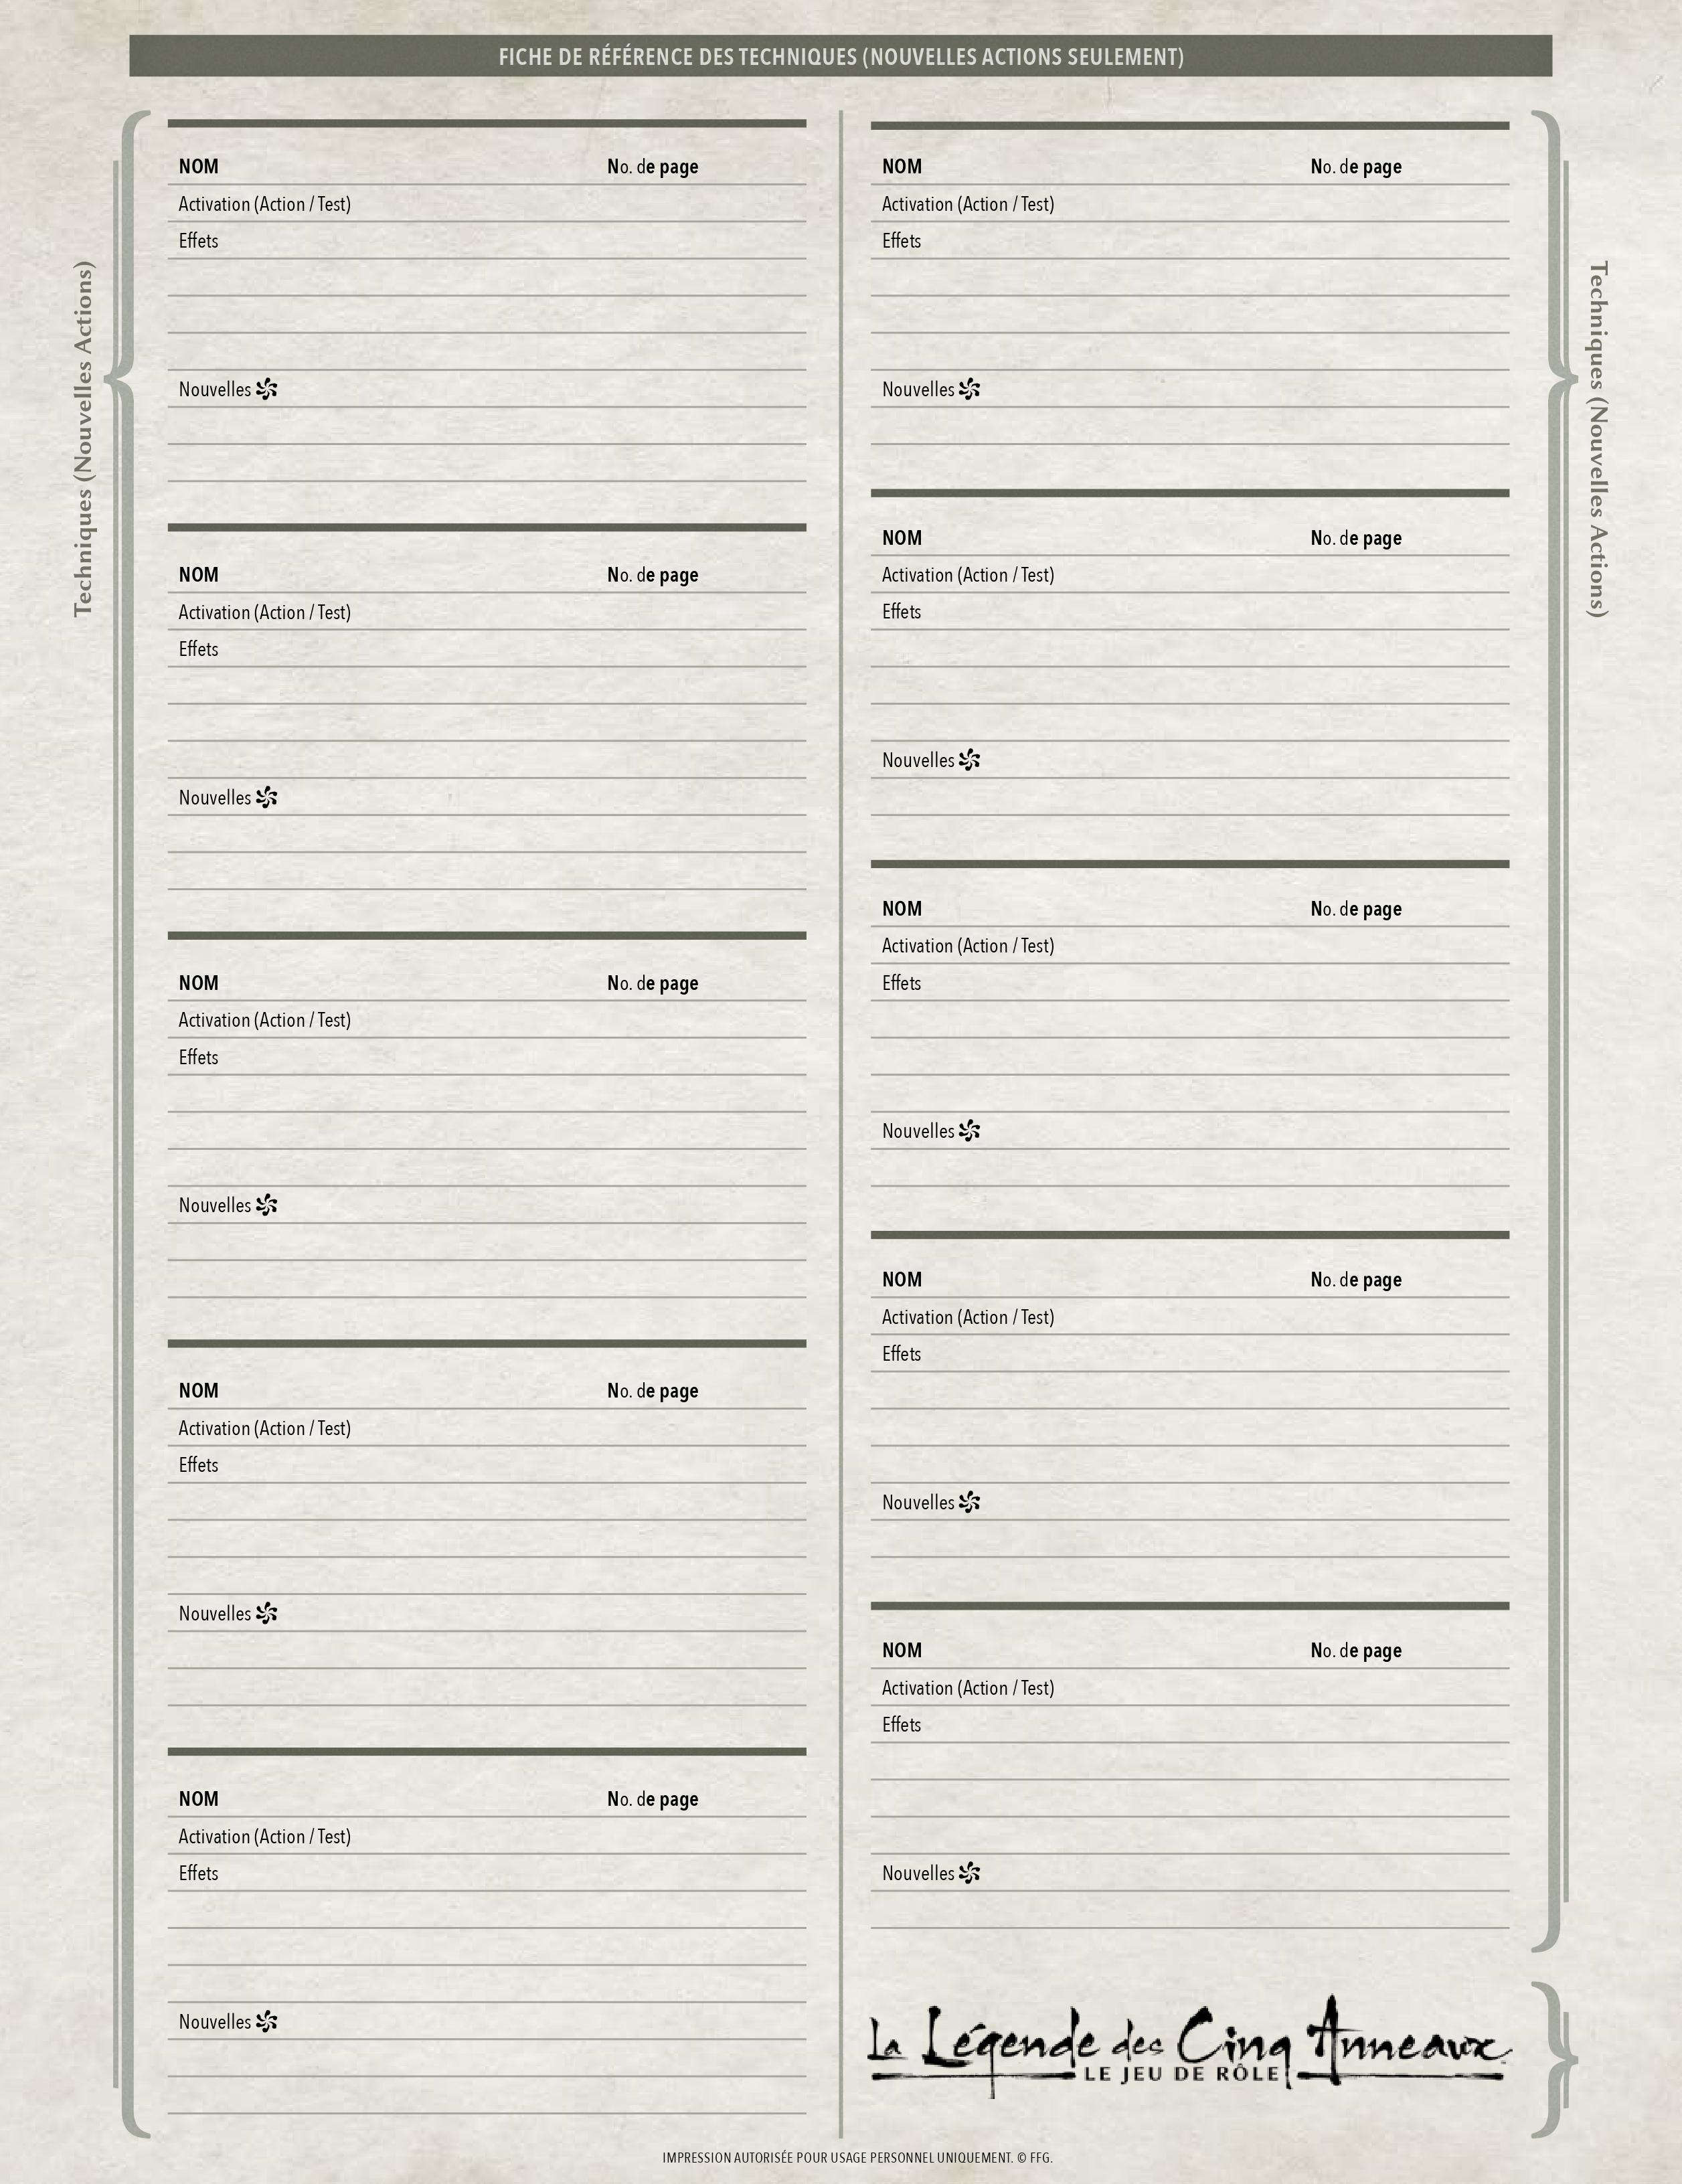 FICHE DE RÉFÉRENCE DES TECHNIQUES (NOUVELLES ACTIONS SEULEMENT)
Techniques (Nouvelles Actions)
NOM No. de page
Activation (Action / Test)
Effets
Nouvelles
NOM No. de page
Activation (Action / Test)
Effets
Nouvelles
NOM No. de page
Activation (Action / Test)
Effets
Nouvelles
NOM No. de page
Activation (Action / Test)
Effets
Nouvelles
NOM No. de page
Activation (Action / Test)
Effets
Nouvelles
NOM No. de page
Activation (Action / Test)
Effets
Nouvelles
NOM No. de page
Activation (Action / Test)
Effets
Nouvelles
NOM No. de page
Activation (Action / Test)
Effets
Nouvelles
NOM No. de page
Activation (Action / Test)
Effets
Nouvelles
NOM No. de page
Activation (Action / Test)
Effets
Nouvelles
Techniques (Nouvelles Actions)
La Légende des Cinq Anneaux
LE JEU DE RÔLE
IMPRESSION AUTORISÉE POUR USAGE PERSONNEL UNIQUEMENT. © FFG.